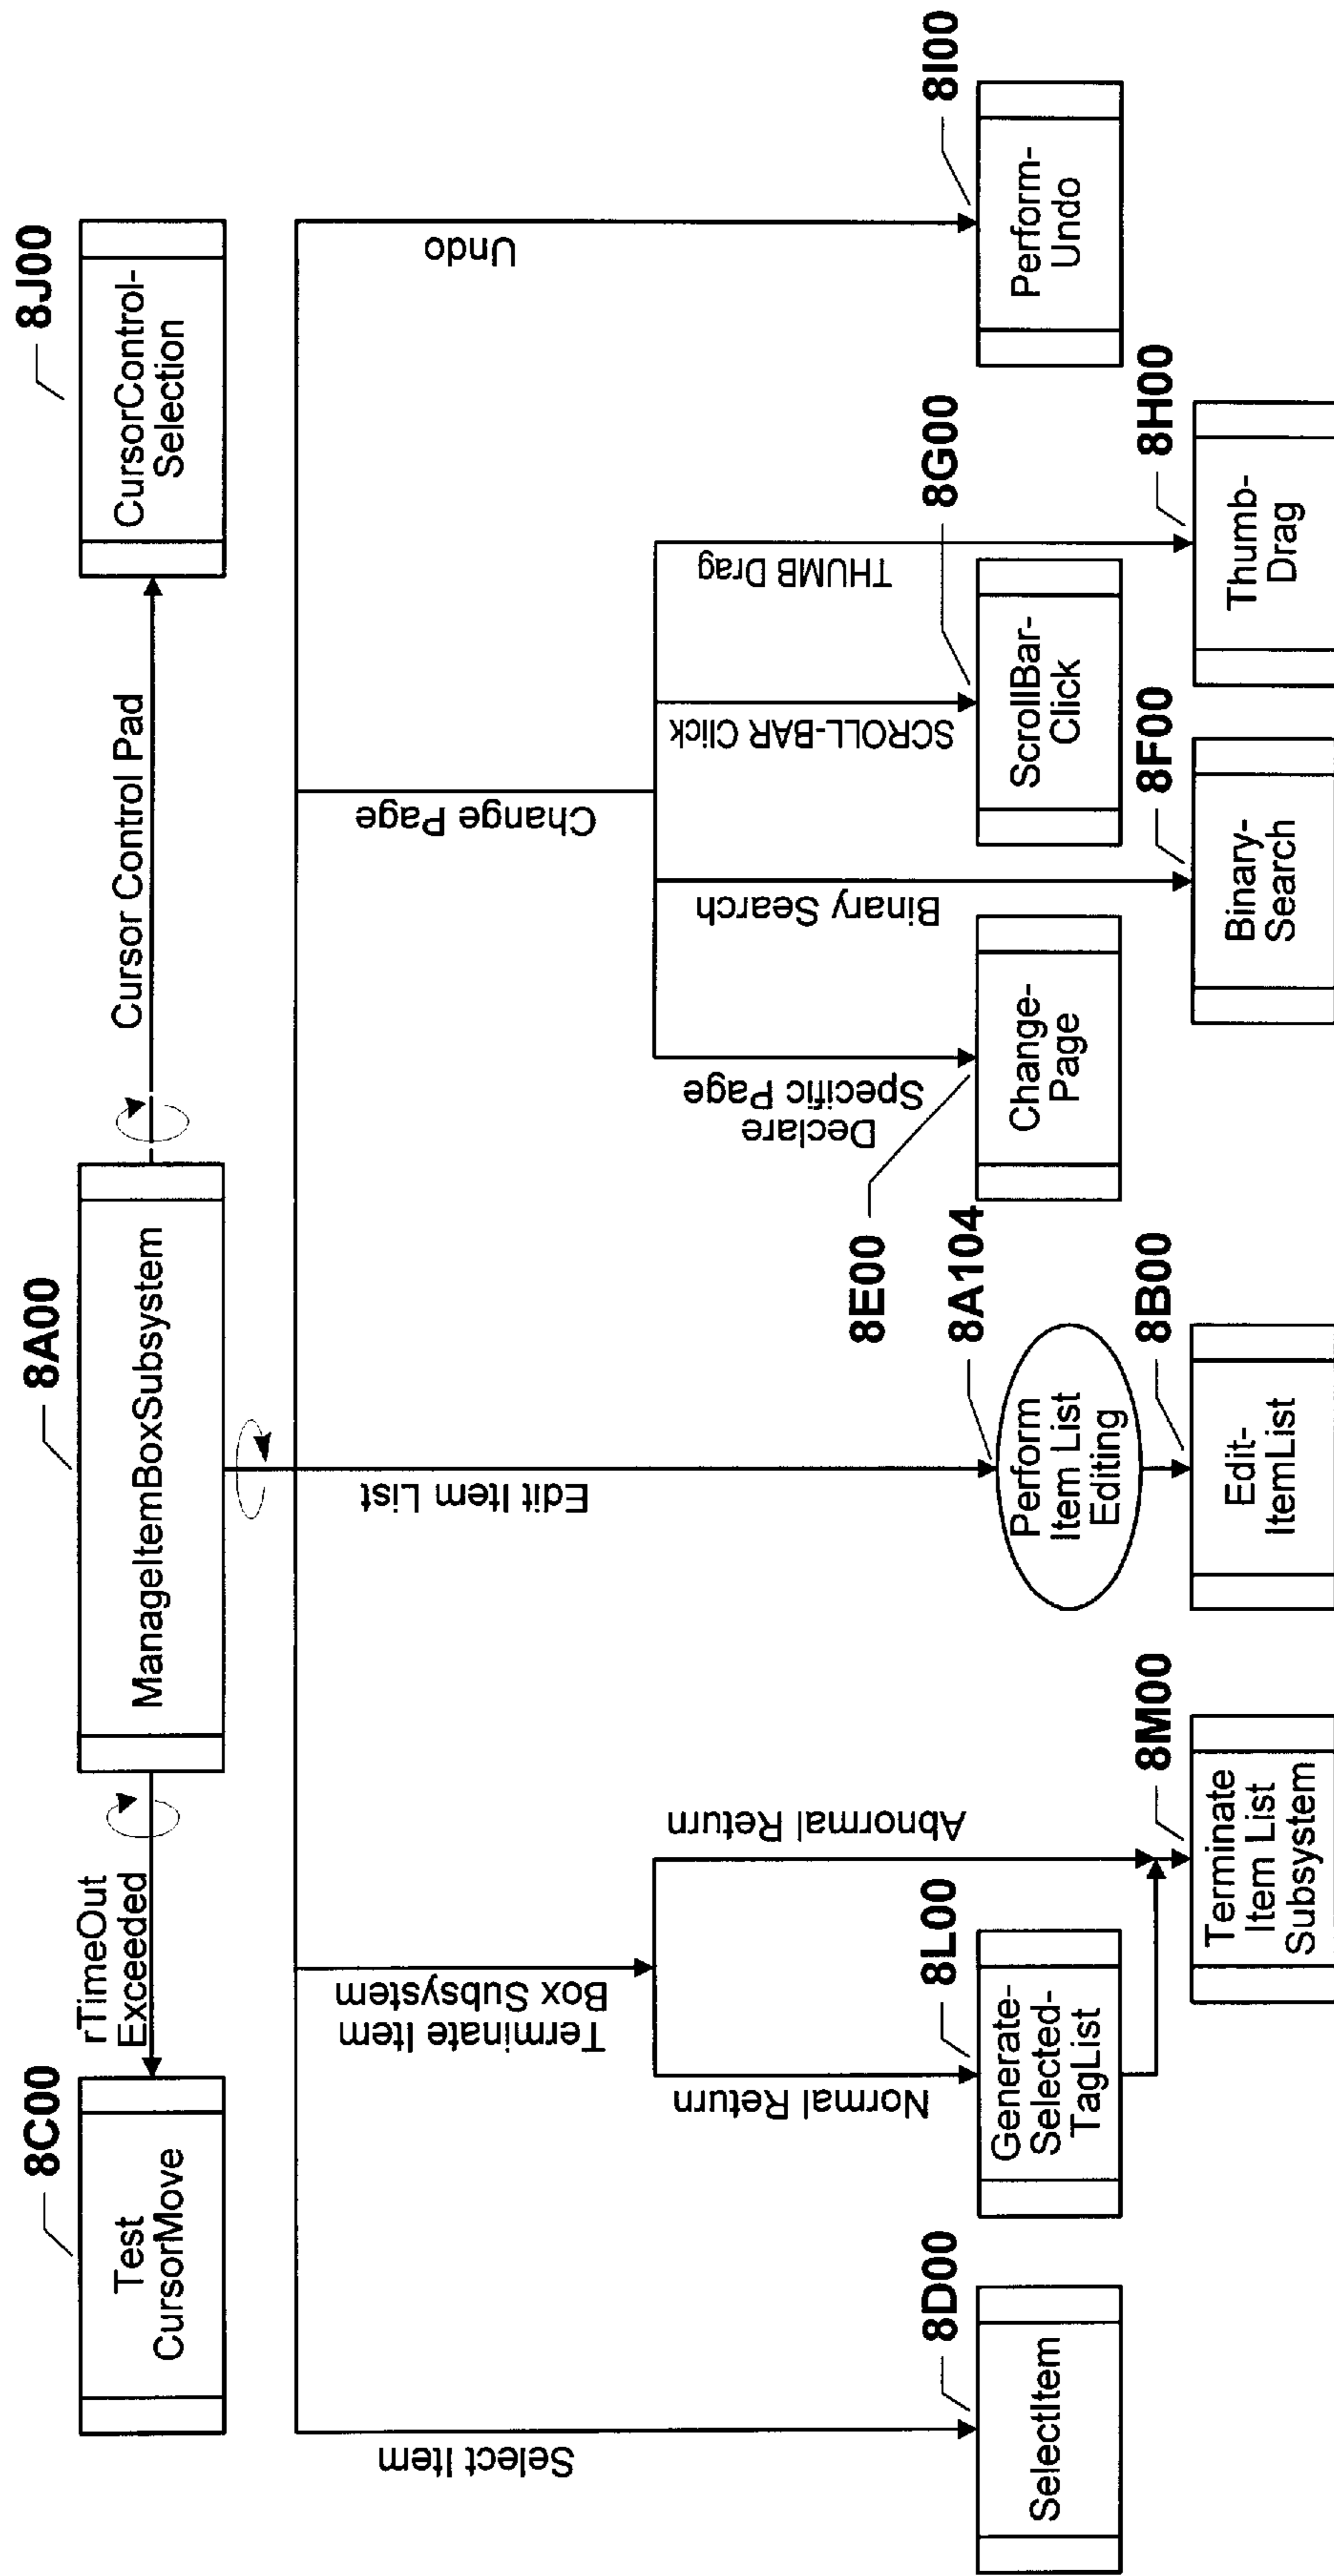 8C00
Test
CursorMove
rTimeOut
Exceeded
8A00
ManageItemBoxSubsystem
Cursor Control Pad
8J00
CursorControl-
Selection
Select Item
Terminate Item
Box Subsystem
Edit Item List
Change Page
Undo
Normal Return
Abnormal Return
Declare
Specific Page
Binary Search
SCROLL-BAR Click
THUMB Drag
8D00
SelectItem
8L00
Generate-
Selected-
TagList
8M00
Terminate
Item List
Subsystem
8A104
Perform
Item List
Editing
8B00
Edit-
ItemList
8E00
Change-
Page
8F00
Binary-
Search
8G00
ScrollBar-
Click
8H00
Thumb-
Drag
8I00
Perform-
Undo